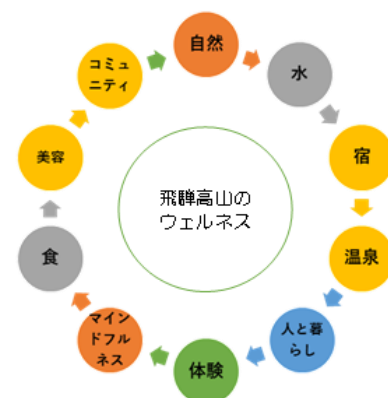 自然
水
宿
温泉
人と暮
らし
体験
マイン
ドフル
ネス
食
美容
コミュ
ニティ
飛騨高山の
ウェルネス